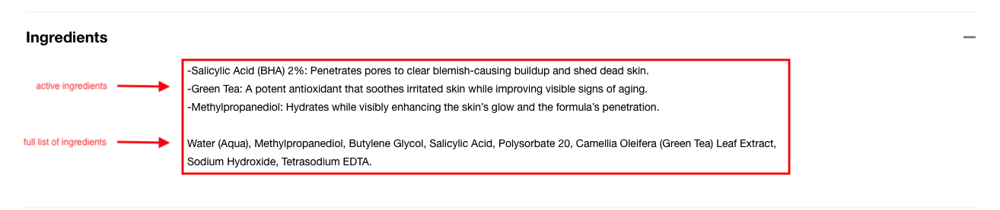 Ingredients
-Salicylic Acid (BHA) 2%: Penetrates pores to clear blemish-causing buildup and shed dead skin.
active ingredients
-Green Tea: A potent antioxidant that soothes irritated skin while improving visible signs of aging.
-Methylpropanediol: Hydrates while visibly enhancing the skin’s glow and the formula’s penetration.
full list of ingredients
Water (Aqua), Methylpropanediol, Butylene Glycol, Salicylic Acid, Polysorbate 20, Camellia Oleifera (Green Tea) Leaf Extract,
Sodium Hydroxide, Tetrasodium EDTA.